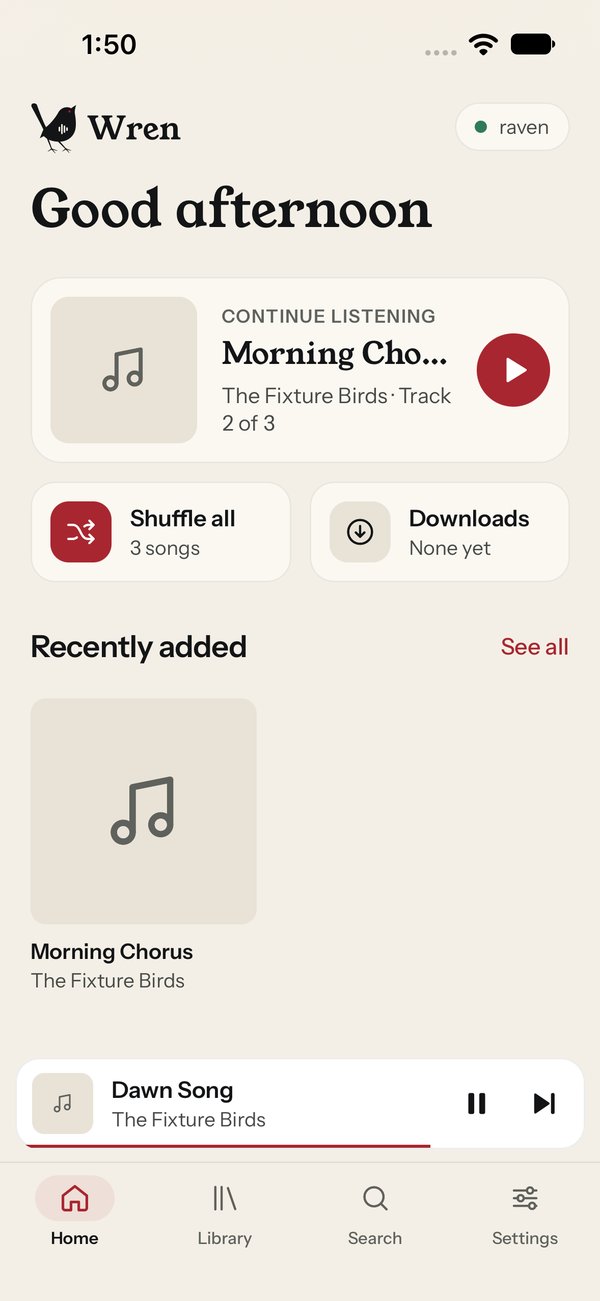 1:50
Wren
raven
Good afternoon
CONTINUE LISTENING
Morning Cho...
The Fixture Birds · Track
2 of 3
Shuffle all
3 songs
Downloads
None yet
Recently added
See all
Morning Chorus
The Fixture Birds
Dawn Song
The Fixture Birds
Home
Library
Search
Settings